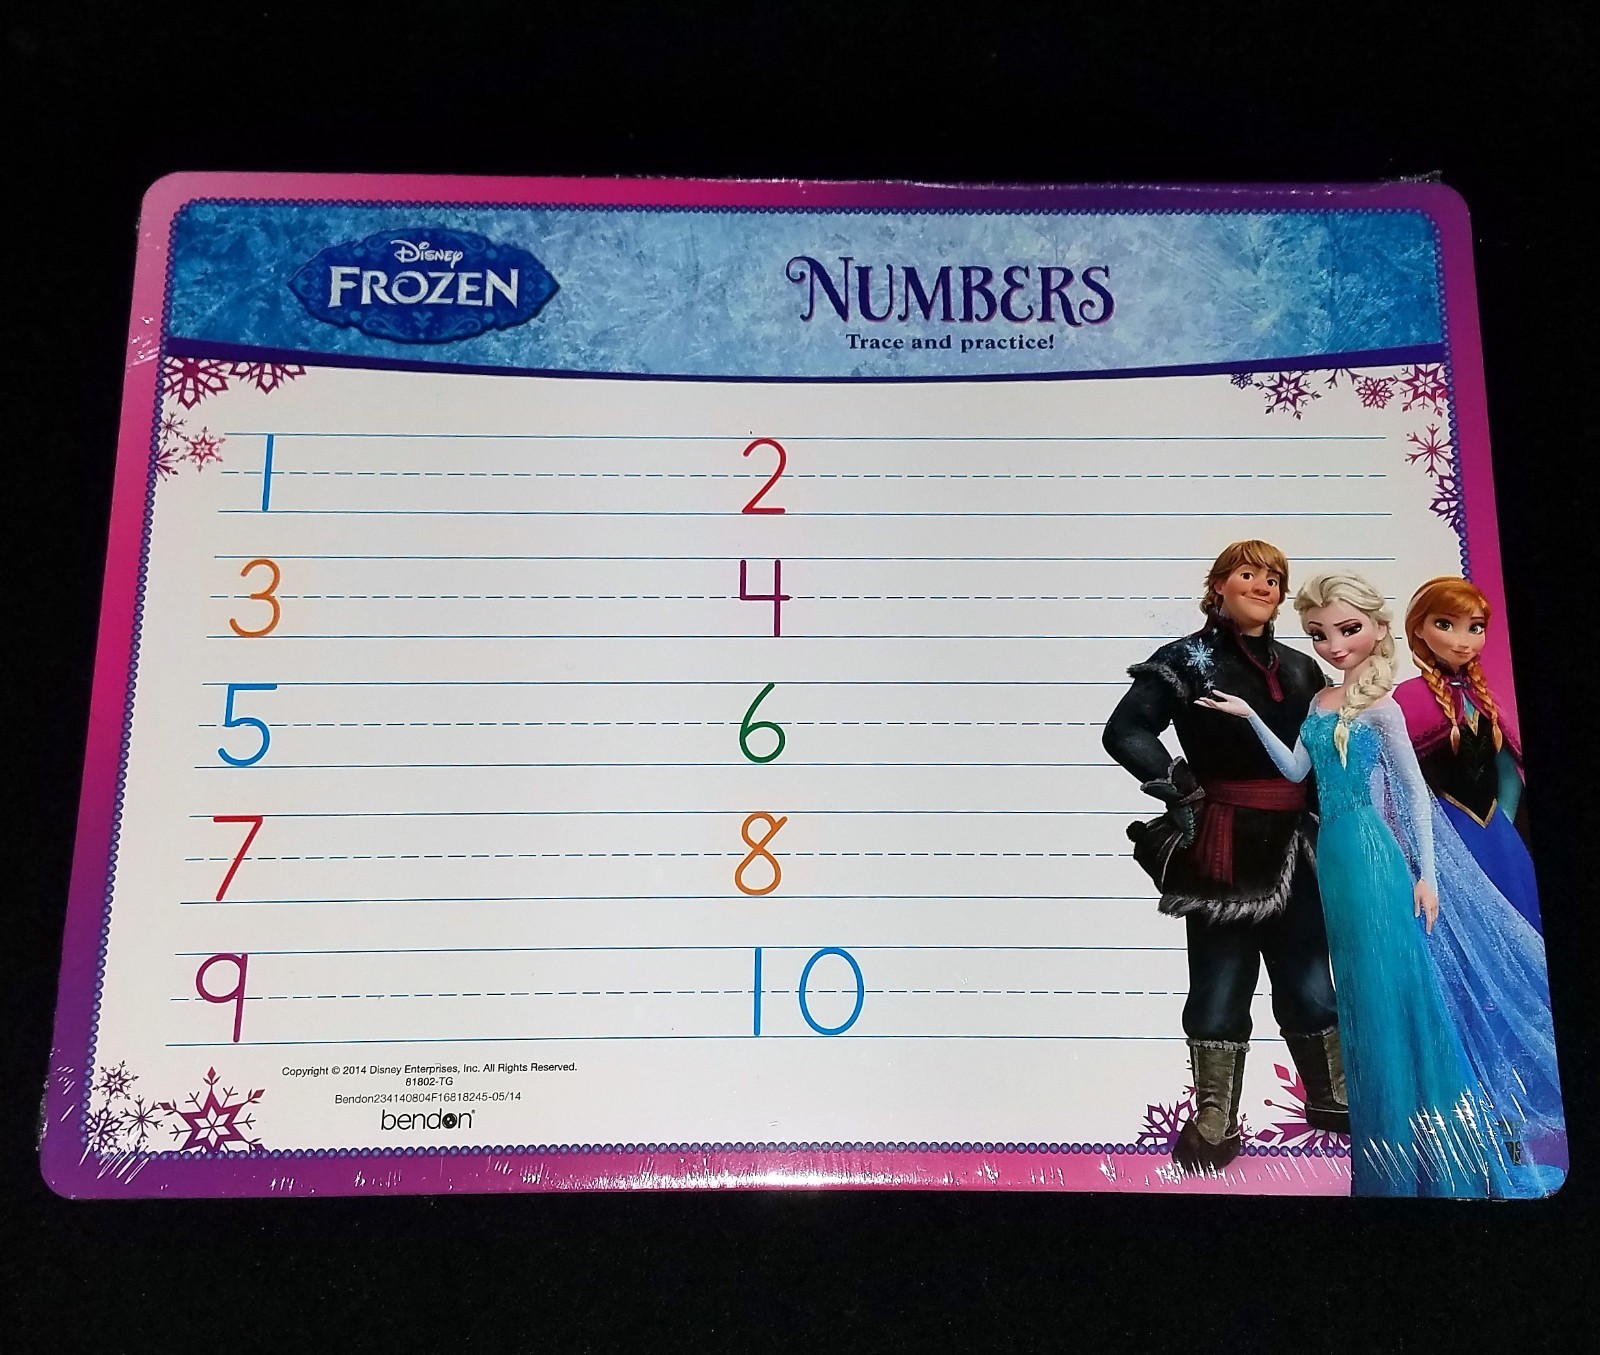 Disney
FROZEN
NUMBERS
Trace and practice!
1 2
3 4
5 6
7 8
9 10
Copyright © 2014 Disney Enterprises, Inc. All Rights Reserved.
81802-TG
Bendon234140804F16818245-05/14
bendon®